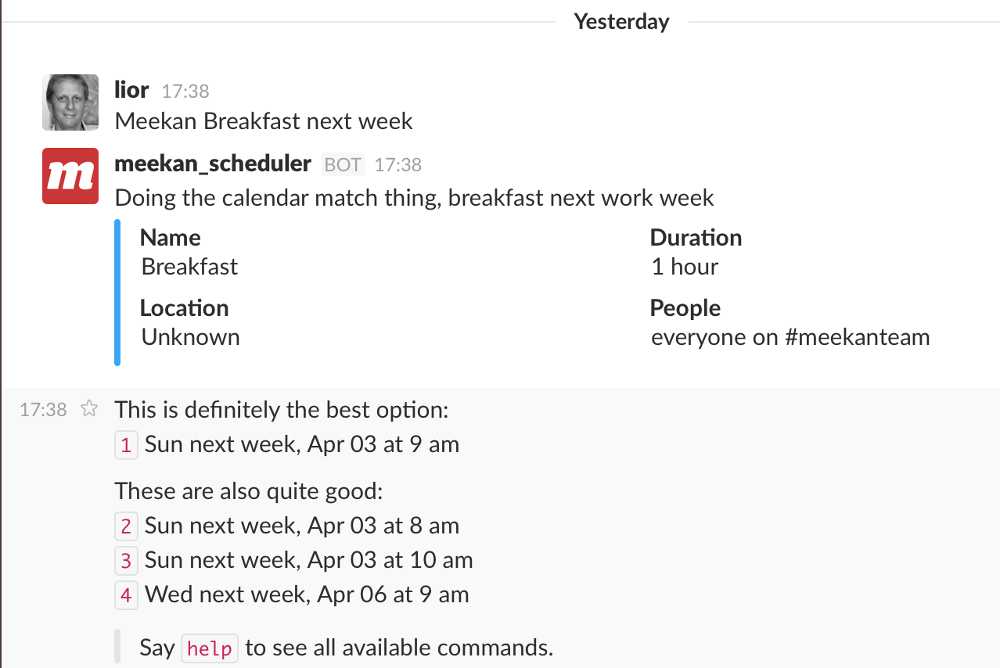 Yesterday
lior 17:38
Meekan Breakfast next week
m
meekan_scheduler BOT 17:38
Doing the calendar match thing, breakfast next work week
Name Duration
Breakfast 1 hour
Location People
Unknown everyone on #meekanteam
17:38 This is definitely the best option:
1 Sun next week, Apr 03 at 9 am
These are also quite good:
2 Sun next week, Apr 03 at 8 am
3 Sun next week, Apr 03 at 10 am
4 Wed next week, Apr 06 at 9 am
Say help to see all available commands.